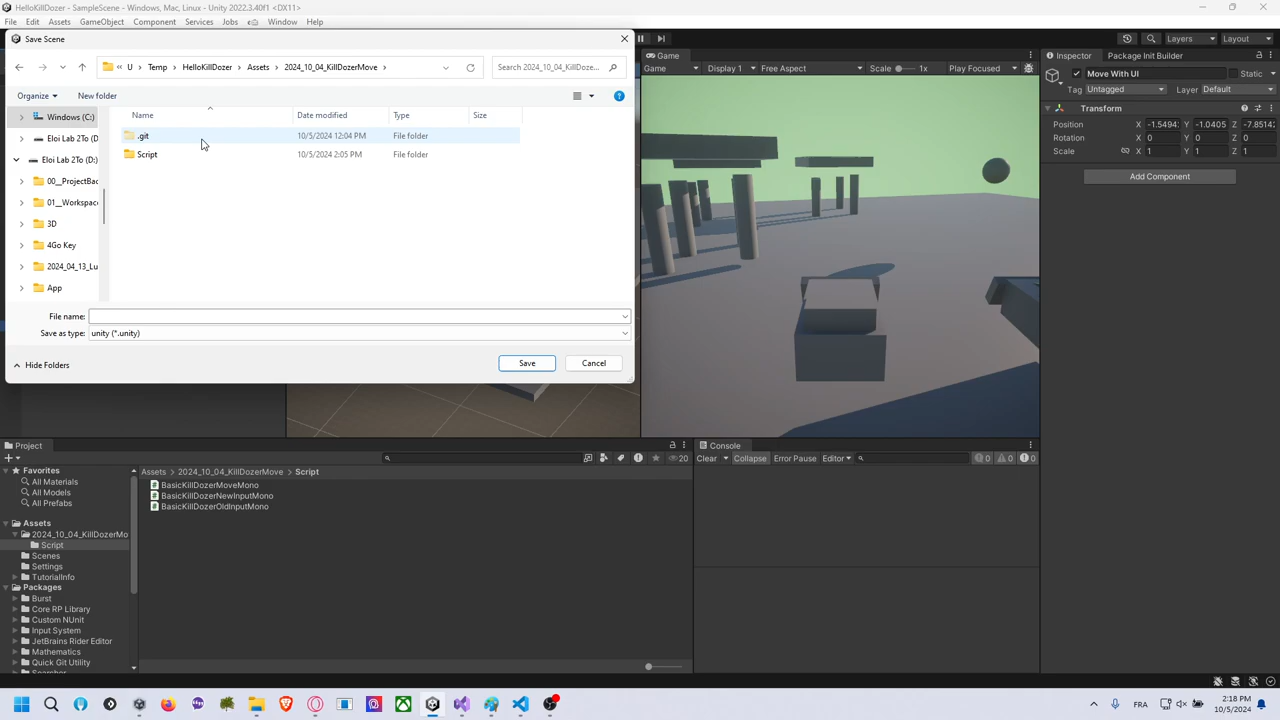 HelloKillDozer - SampleScene - Windows, Mac, Linux - Unity 2022.3.40f1 <DX11>
File Edit Assets GameObject Component Services Jobs Window Help
Save Scene
Layers Layout
U Temp HelloKillDozer Assets 2024_10_04_KillDozerMove
Search 2024_10_04_KillDoze...
Organize New folder
Name Date modified Type Size
.git 10/5/2024 12:04 PM File folder
Script 10/5/2024 2:05 PM File folder
Windows (C:)
Eloi Lab 2To (D
Eloi Lab 2To (D:)
00__ProjectBac
01__Workspac
3D
4Go Key
2024_04_13_Lu
App
File name:
Save as type: unity (*.unity)
Hide Folders
Save Cancel
Game
Game Display 1 Free Aspect Scale 1x Play Focused
Inspector Package Init Builder
Move With UI Static
Tag Untagged Layer Default
Transform
Position X -1.5494 Y -1.0405 Z -7.8514
Rotation X 0 Y 0 Z 0
Scale X 1 Y 1 Z 1
Add Component
Project
20
Favorites
All Materials
All Models
All Prefabs
Assets
2024_10_04_KillDozerMo
Script
Scenes
Settings
TutorialInfo
Packages
Burst
Core RP Library
Custom NUnit
Input System
JetBrains Rider Editor
Mathematics
Quick Git Utility
Searcher
Assets 2024_10_04_KillDozerMove Script
BasicKillDozerMoveMono
BasicKillDozerNewInputMono
BasicKillDozerOldInputMono
Console
Clear Collapse Error Pause Editor
0 0 0
FRA
2:18 PM
10/5/2024